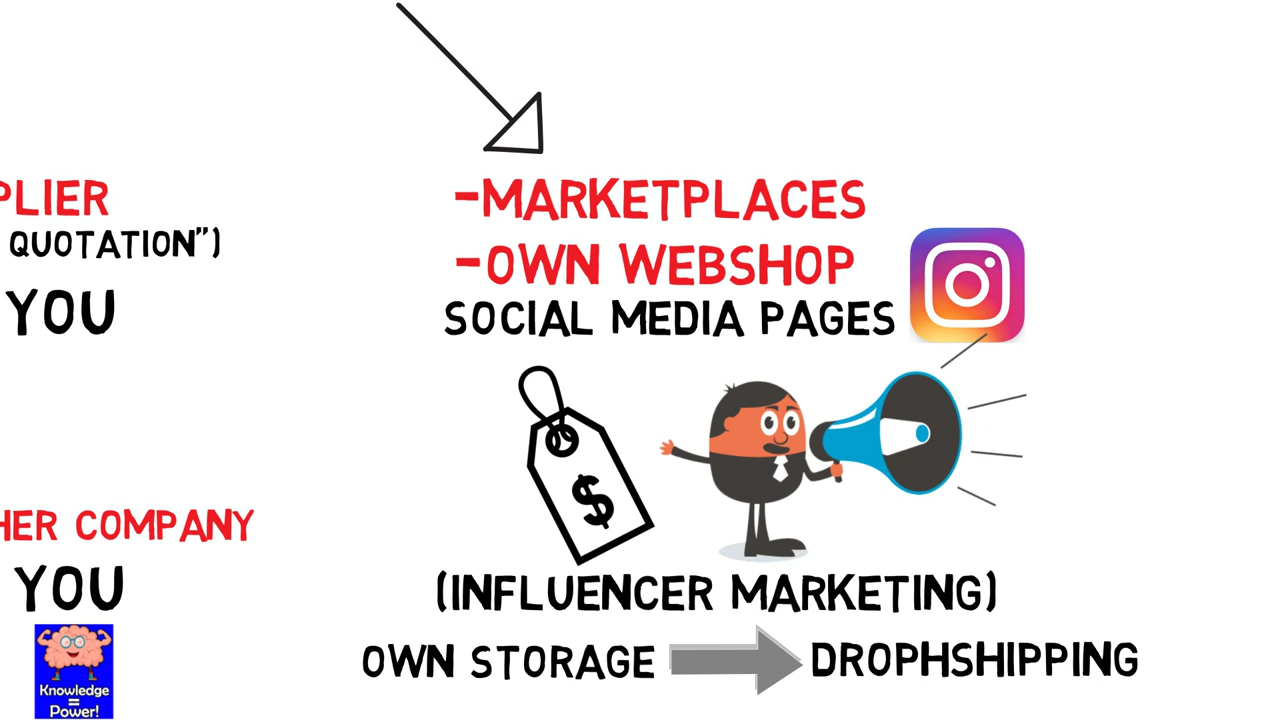 PLIER
QUOTATION")
YOU
HER COMPANY
YOU
Knowledge
=
Power!
-MARKETPLACES
-OWN WEBSHOP
SOCIAL MEDIA PAGES
$
(INFLUENCER MARKETING)
OWN STORAGE DROPHSHIPPING